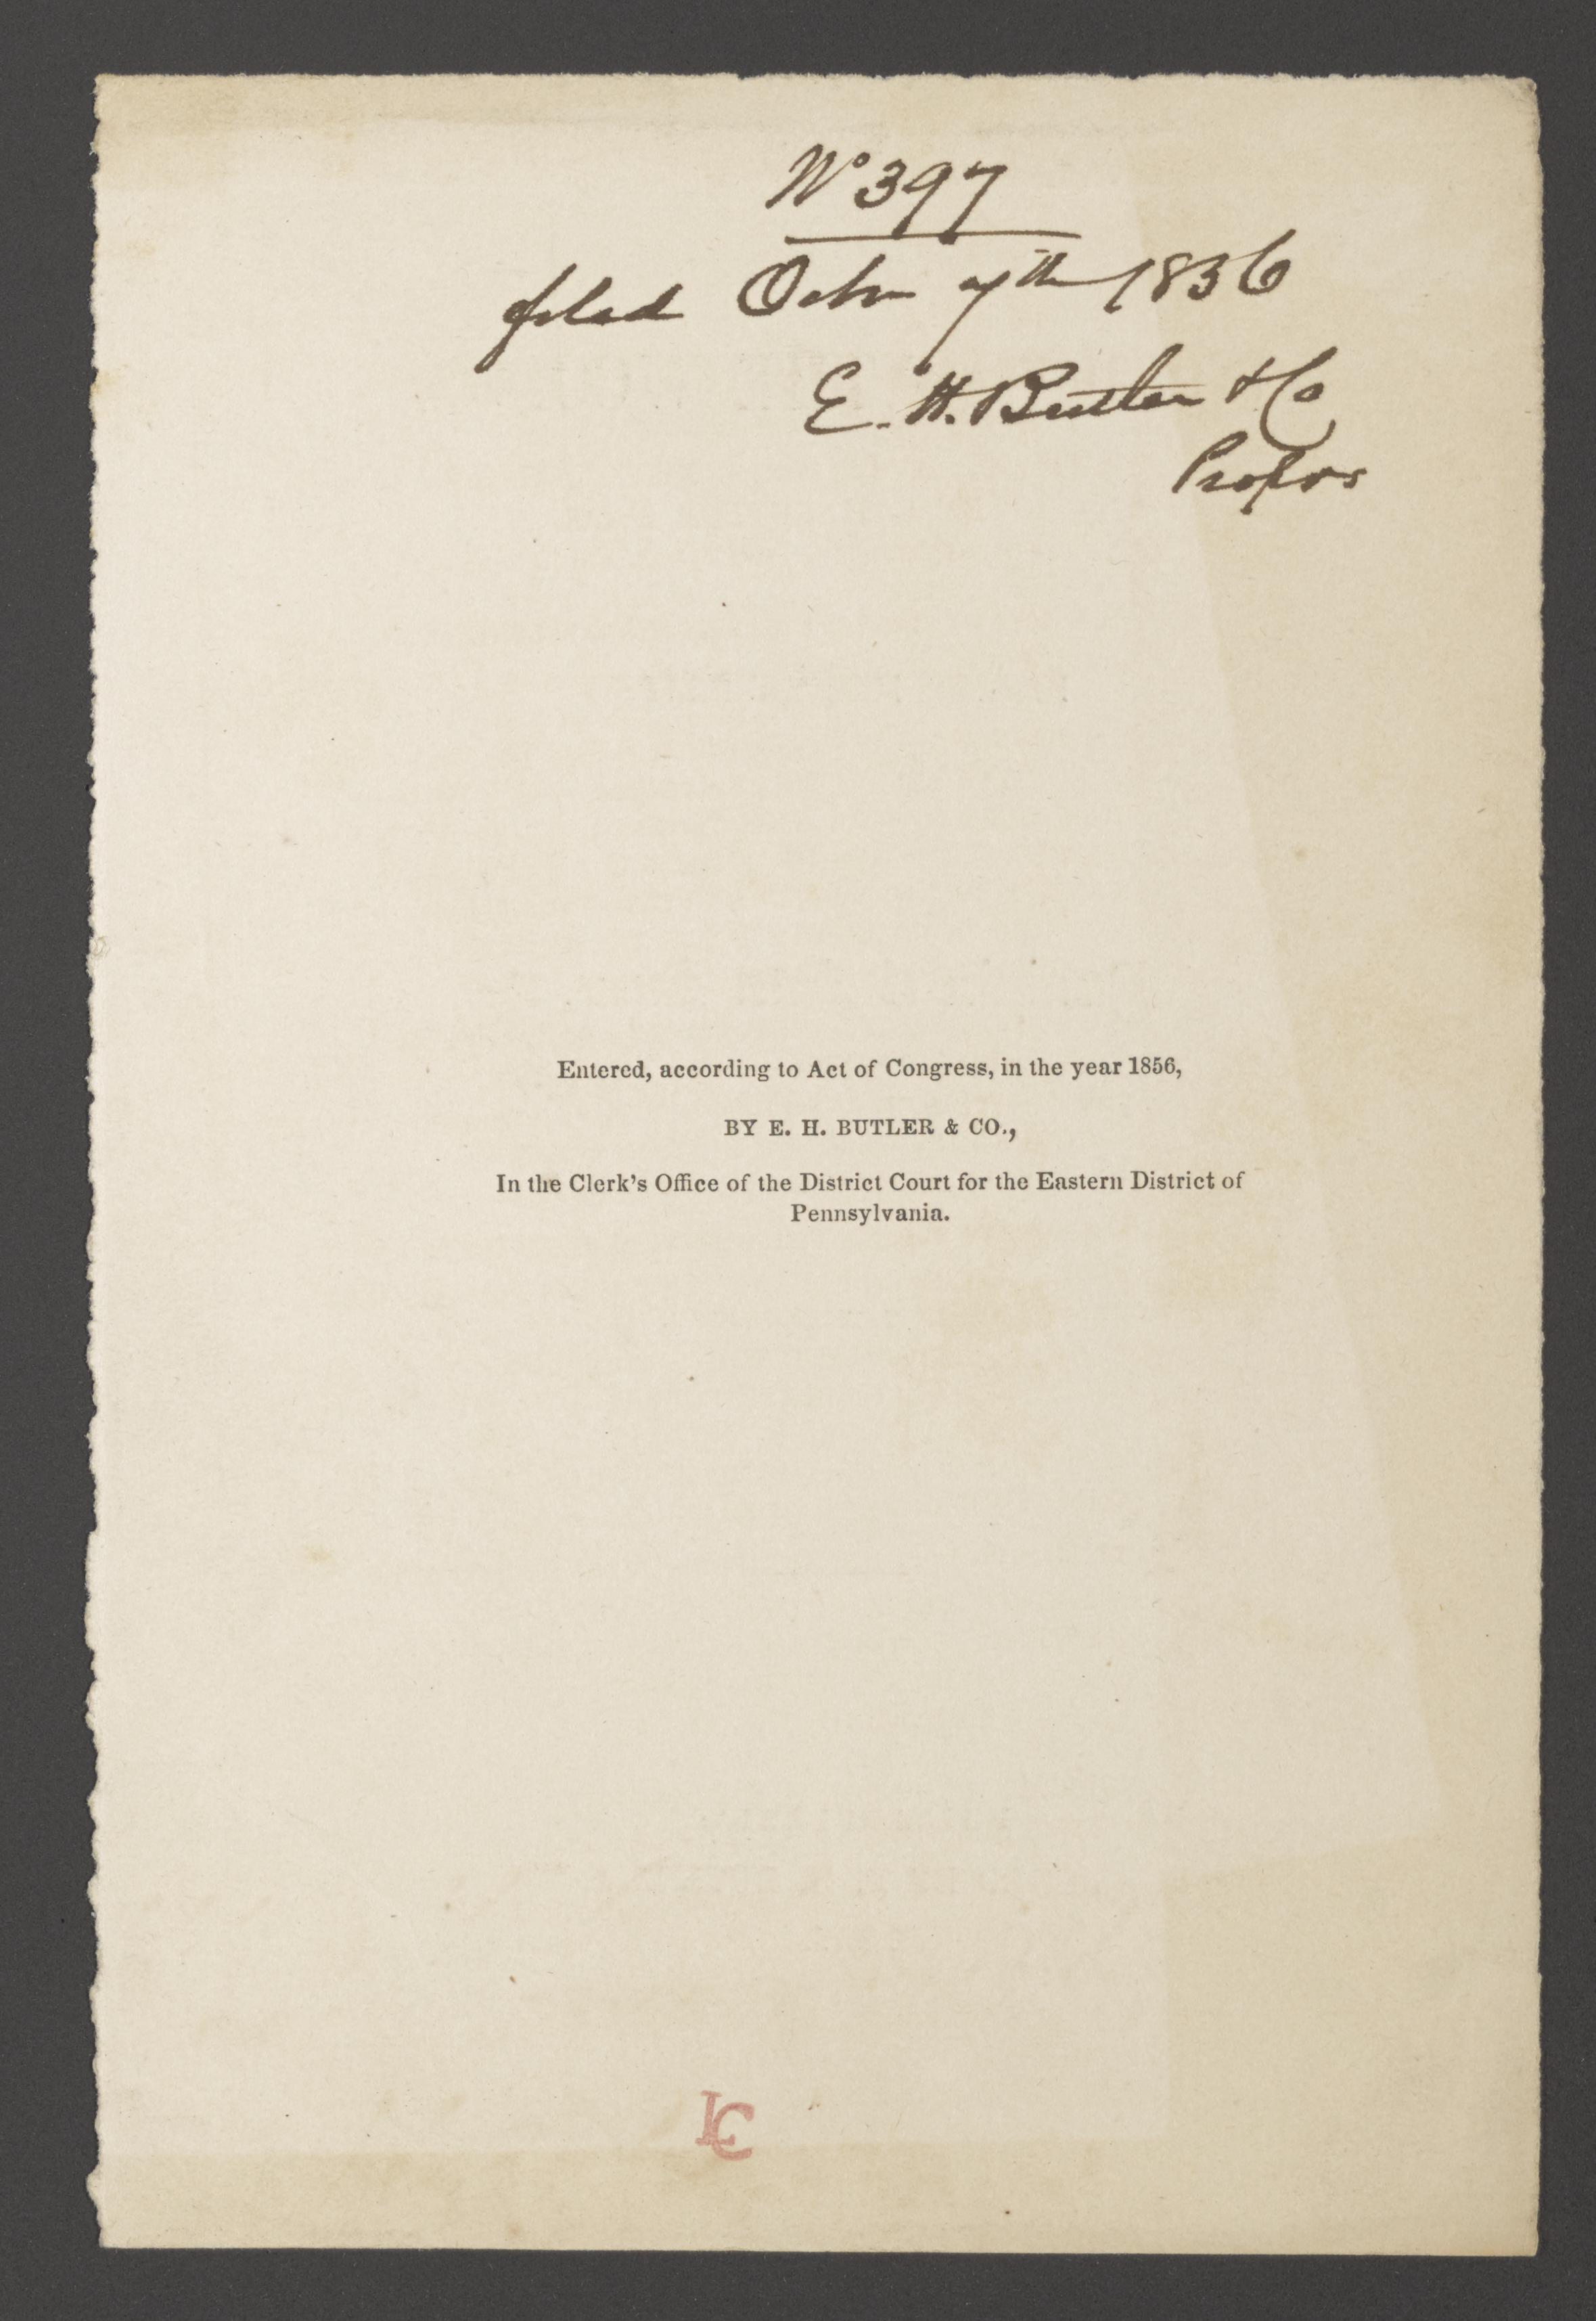 Nº 397
filed Octr 7th 1856
E. H. Butler & Co
Propors
Entered, according to Act of Congress, in the year 1856,
BY E. H. BUTLER & CO.,
In the Clerk's Office of the District Court for the Eastern District of
Pennsylvania.
LC